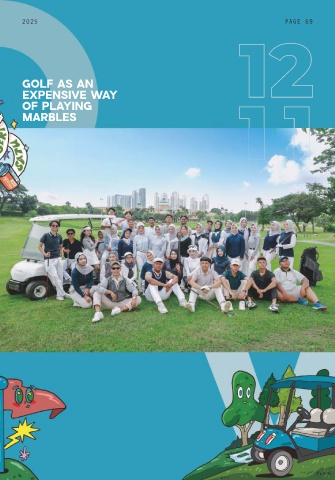 2025
PAGE 69
GOLF AS AN
EXPENSIVE WAY
OF PLAYING
MARBLES
12
11